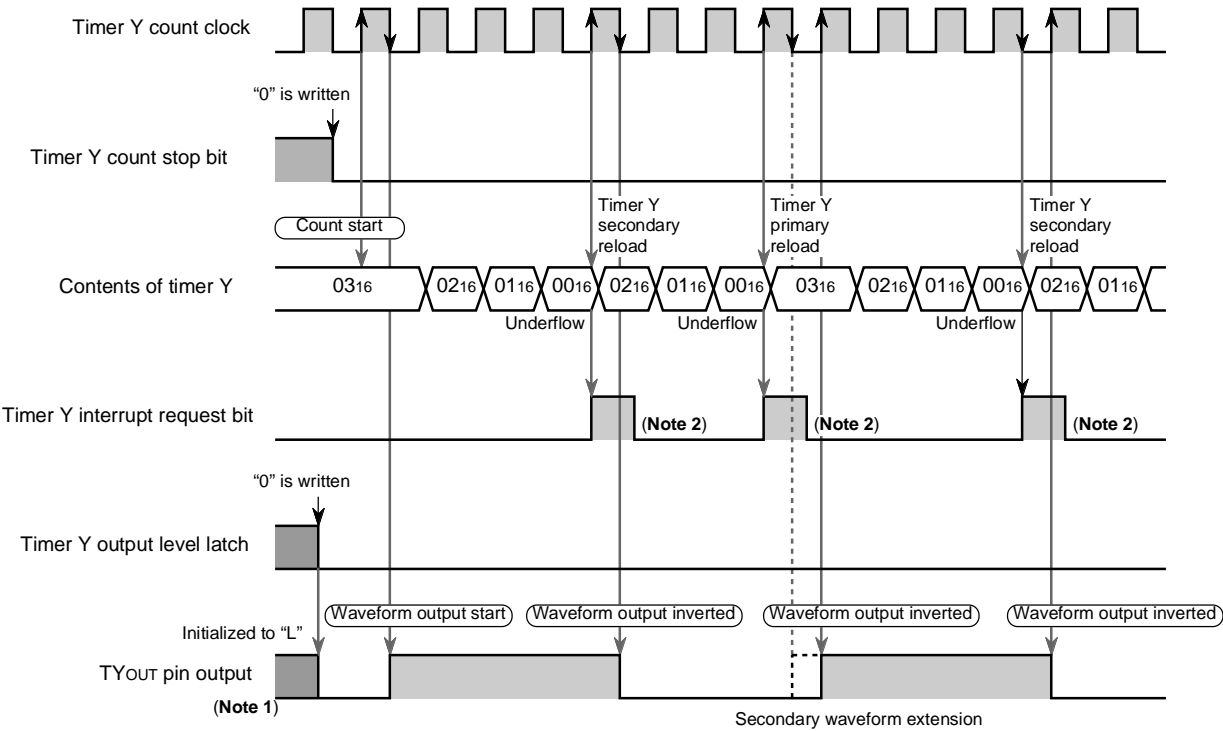 Timer Y count clock
“0” is written
Timer Y count stop bit
Count start
Timer Y
secondary
reload
Timer Y
primary
reload
Timer Y
secondary
reload
Contents of timer Y
0316 0216 0116 0016 0216 0116 0016 0316 0216 0116 0016 0216 0116
Underflow Underflow Underflow
Timer Y interrupt request bit
(Note 2) (Note 2) (Note 2)
“0” is written
Timer Y output level latch
Waveform output start Waveform output inverted Waveform output inverted Waveform output inverted
Initialized to “L”
TYOUT pin output
(Note 1)
Secondary waveform extension